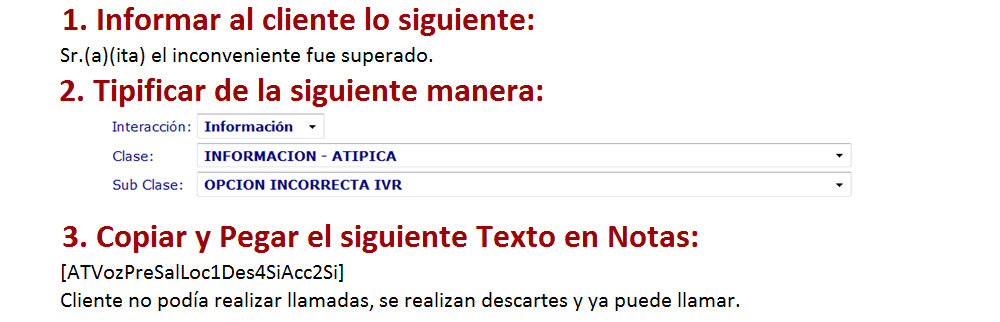 1. Informar al cliente lo siguiente:
Sr.(a)(ita) el inconveniente fue superado.
2. Tipificar de la siguiente manera:
Interacción: Información
Clase: INFORMACION - ATIPICA
Sub Clase: OPCION INCORRECTA IVR
3. Copiar y Pegar el siguiente Texto en Notas:
[ATVozPreSalLoc1Des4SiAcc2Si]
Cliente no podía realizar llamadas, se realizan descartes y ya puede llamar.